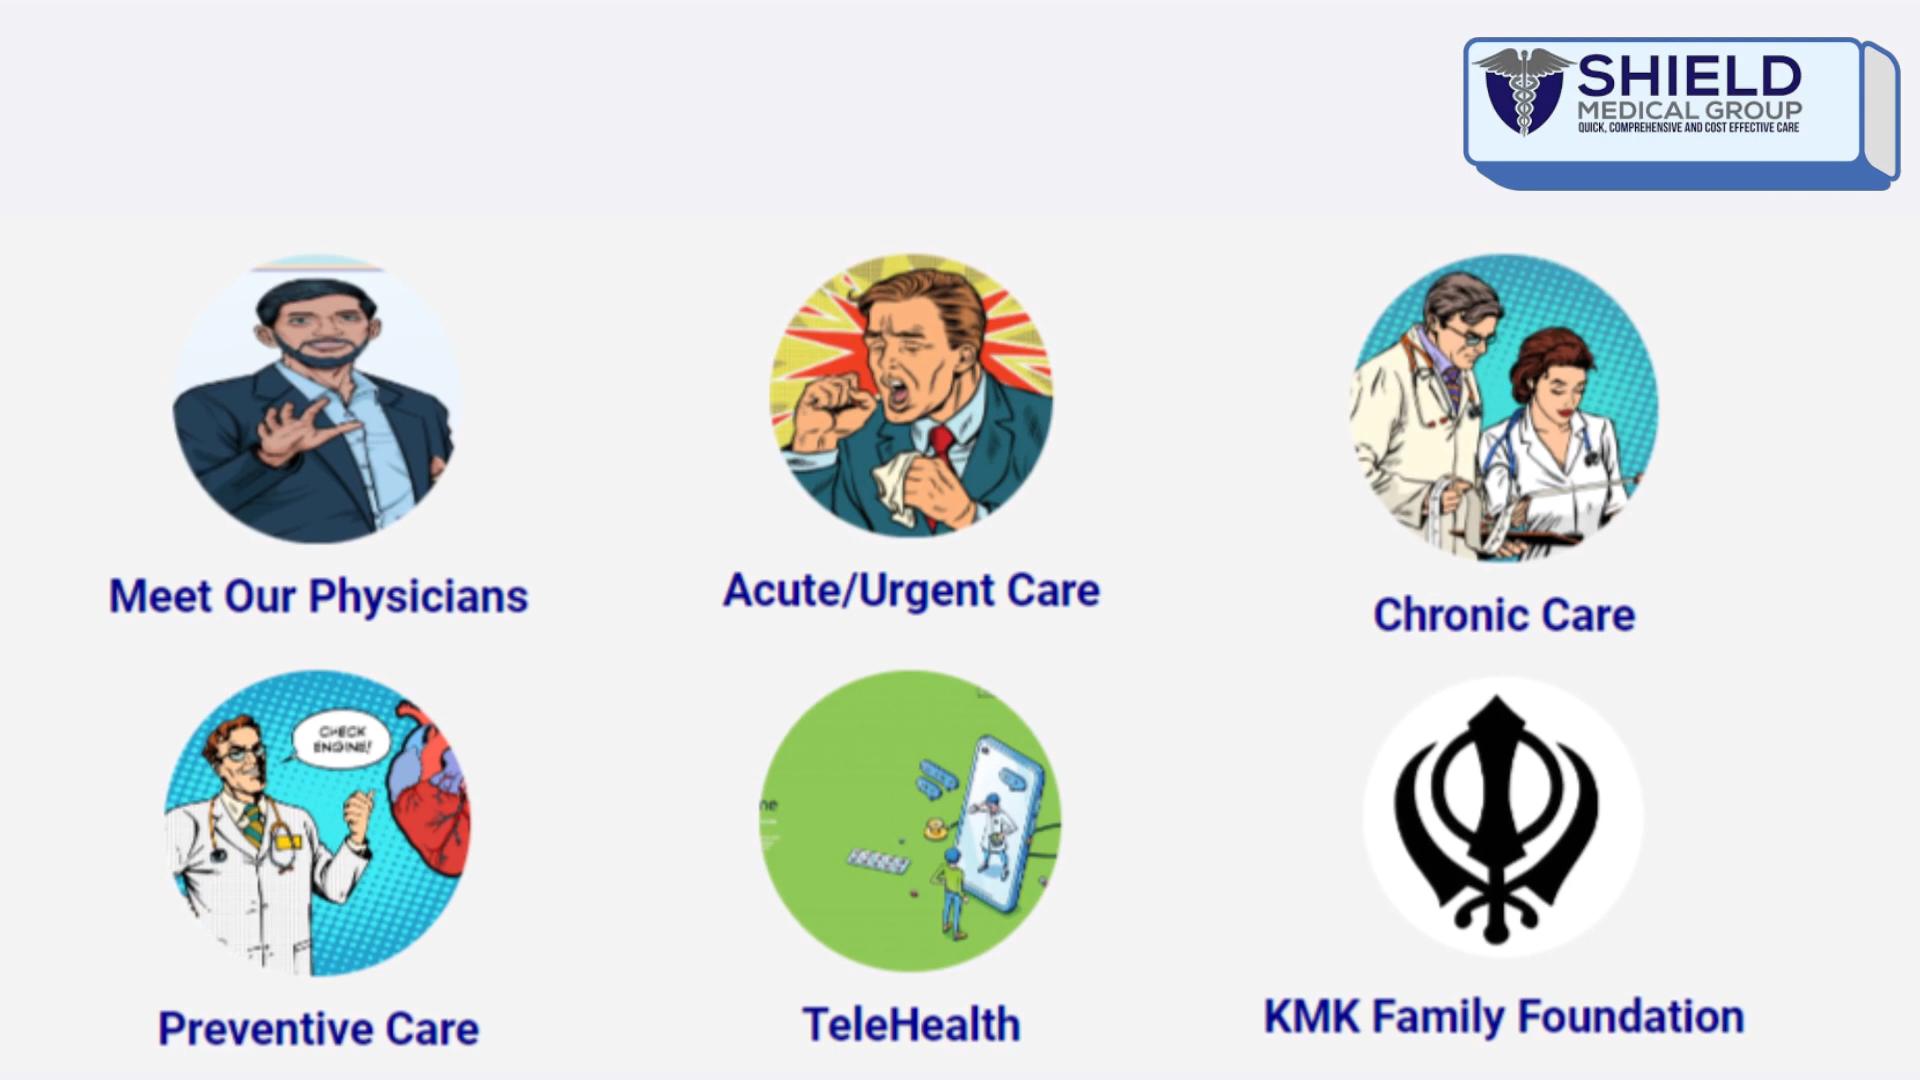 SHIELD
MEDICAL GROUP
QUICK, COMPREHENSIVE AND COST EFFECTIVE CARE
Meet Our Physicians
Acute/Urgent Care
Chronic Care
CHECK
ENGINE!
ne
Preventive Care
TeleHealth
KMK Family Foundation